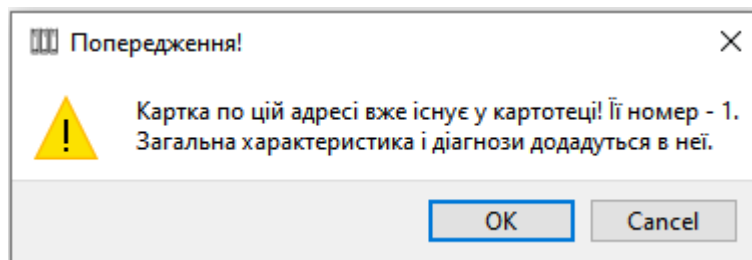 Попередження!
Картка по цій адресі вже існує у картотеці! Її номер - 1.
Загальна характеристика і діагнози додадуться в неї.
OK
Cancel